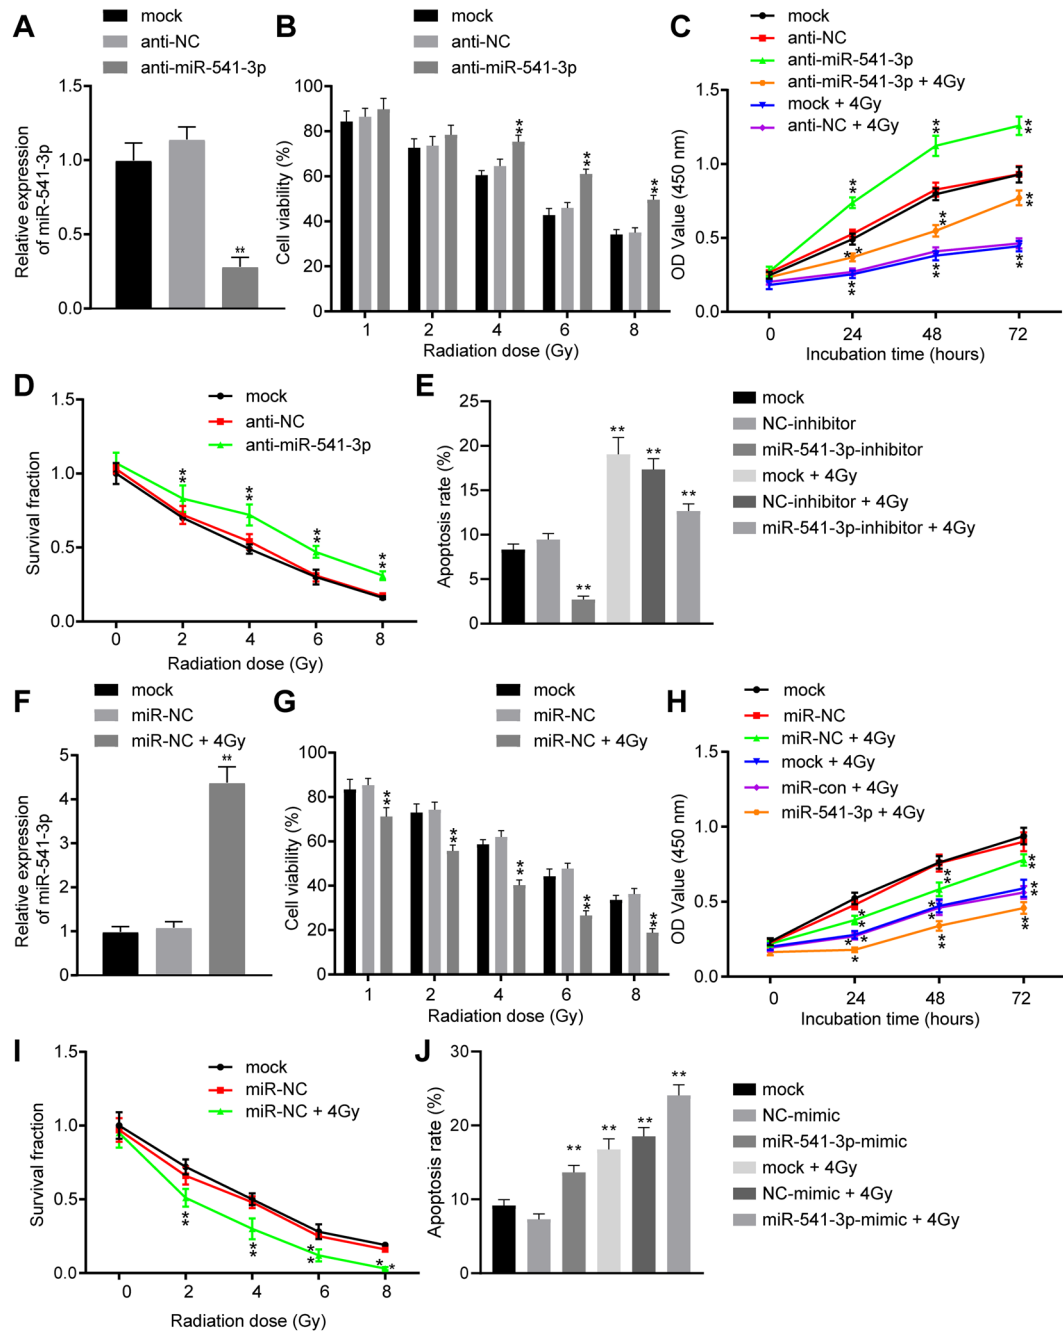 A
mock
anti-NC
anti-miR-541-3p
Relative expression
of miR-541-3p
1.5
1.0
0.5
0.0
**
B
mock
anti-NC
anti-miR-541-3p
Cell viability (%)
100
80
60
40
20
0
**
**
**
1 2 4 6 8
Radiation dose (Gy)
C
mock
anti-NC
anti-miR-541-3p
anti-miR-541-3p + 4Gy
mock + 4Gy
anti-NC + 4Gy
OD Value (450 nm)
1.5
1.0
0.5
0.0
**
**
**
**
**
**
**
**
**
0 24 48 72
Incubation time (hours)
D
mock
anti-NC
anti-miR-541-3p
Survival fraction
1.5
1.0
0.5
0.0
**
**
**
**
0 2 4 6 8
Radiation dose (Gy)
E
Apoptosis rate (%)
25
20
15
10
5
0
**
**
**
**
mock
NC-inhibitor
miR-541-3p-inhibitor
mock + 4Gy
NC-inhibitor + 4Gy
miR-541-3p-inhibitor + 4Gy
F
mock
miR-NC
miR-NC + 4Gy
Relative expression
of miR-541-3p
5
4
3
2
1
0
**
G
mock
miR-NC
miR-NC + 4Gy
Cell viability (%)
100
80
60
40
20
0
**
**
**
**
**
1 2 4 6 8
Radiation dose (Gy)
H
mock
miR-NC
miR-NC + 4Gy
mock + 4Gy
miR-con + 4Gy
miR-541-3p + 4Gy
OD Value (450 nm)
1.5
1.0
0.5
0.0
**
**
**
**
**
**
**
**
**
0 24 48 72
Incubation time (hours)
I
mock
miR-NC
miR-NC + 4Gy
Survival fraction
1.5
1.0
0.5
0.0
**
**
**
**
0 2 4 6 8
Radiation dose (Gy)
J
Apoptosis rate (%)
30
20
10
0
**
**
**
**
mock
NC-mimic
miR-541-3p-mimic
mock + 4Gy
NC-mimic + 4Gy
miR-541-3p-mimic + 4Gy